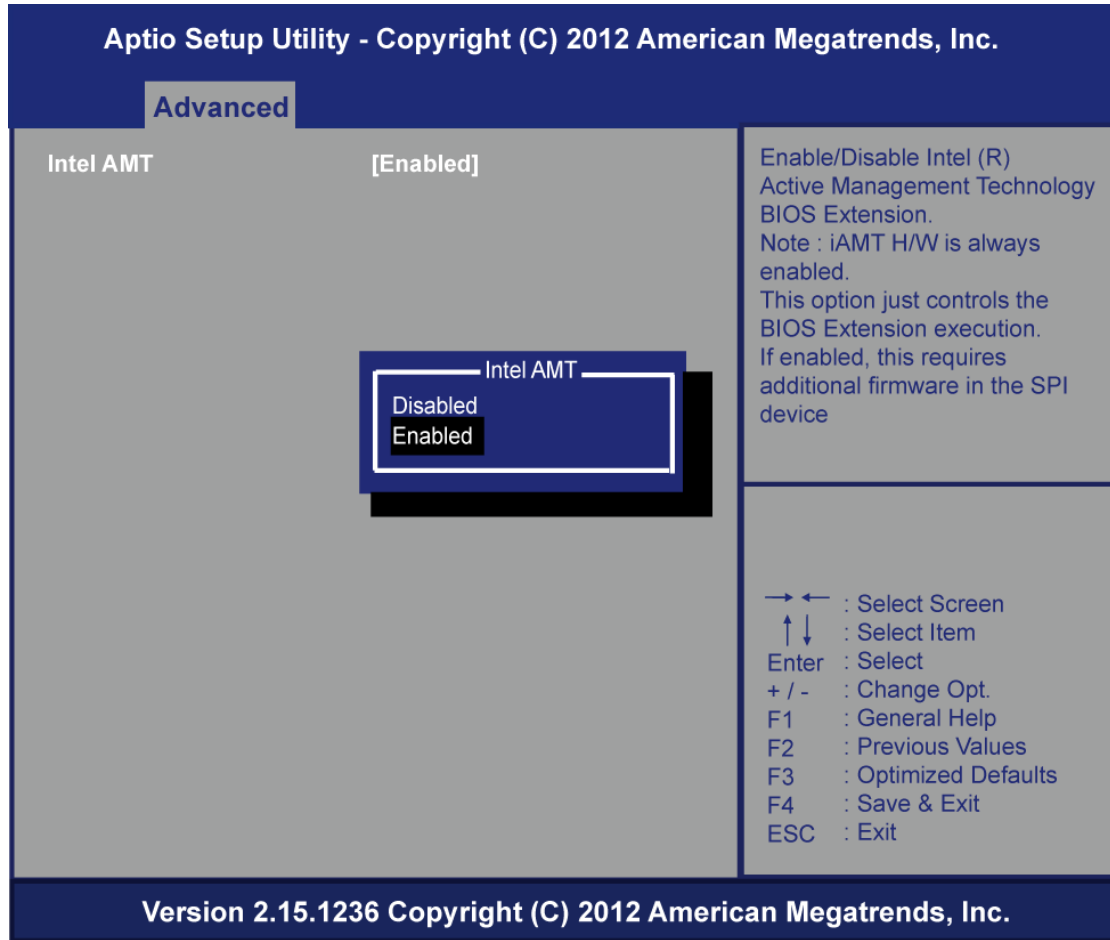 Aptio Setup Utility - Copyright (C) 2012 American Megatrends, Inc.
Advanced
Intel AMT [Enabled]
Intel AMT
Disabled
Enabled
Enable/Disable Intel (R)
Active Management Technology
BIOS Extension.
Note : iAMT H/W is always
enabled.
This option just controls the
BIOS Extension execution.
If enabled, this requires
additional firmware in the SPI
device
→ ← : Select Screen
↑ ↓ : Select Item
Enter : Select
+ / - : Change Opt.
F1 : General Help
F2 : Previous Values
F3 : Optimized Defaults
F4 : Save & Exit
ESC : Exit
Version 2.15.1236 Copyright (C) 2012 American Megatrends, Inc.